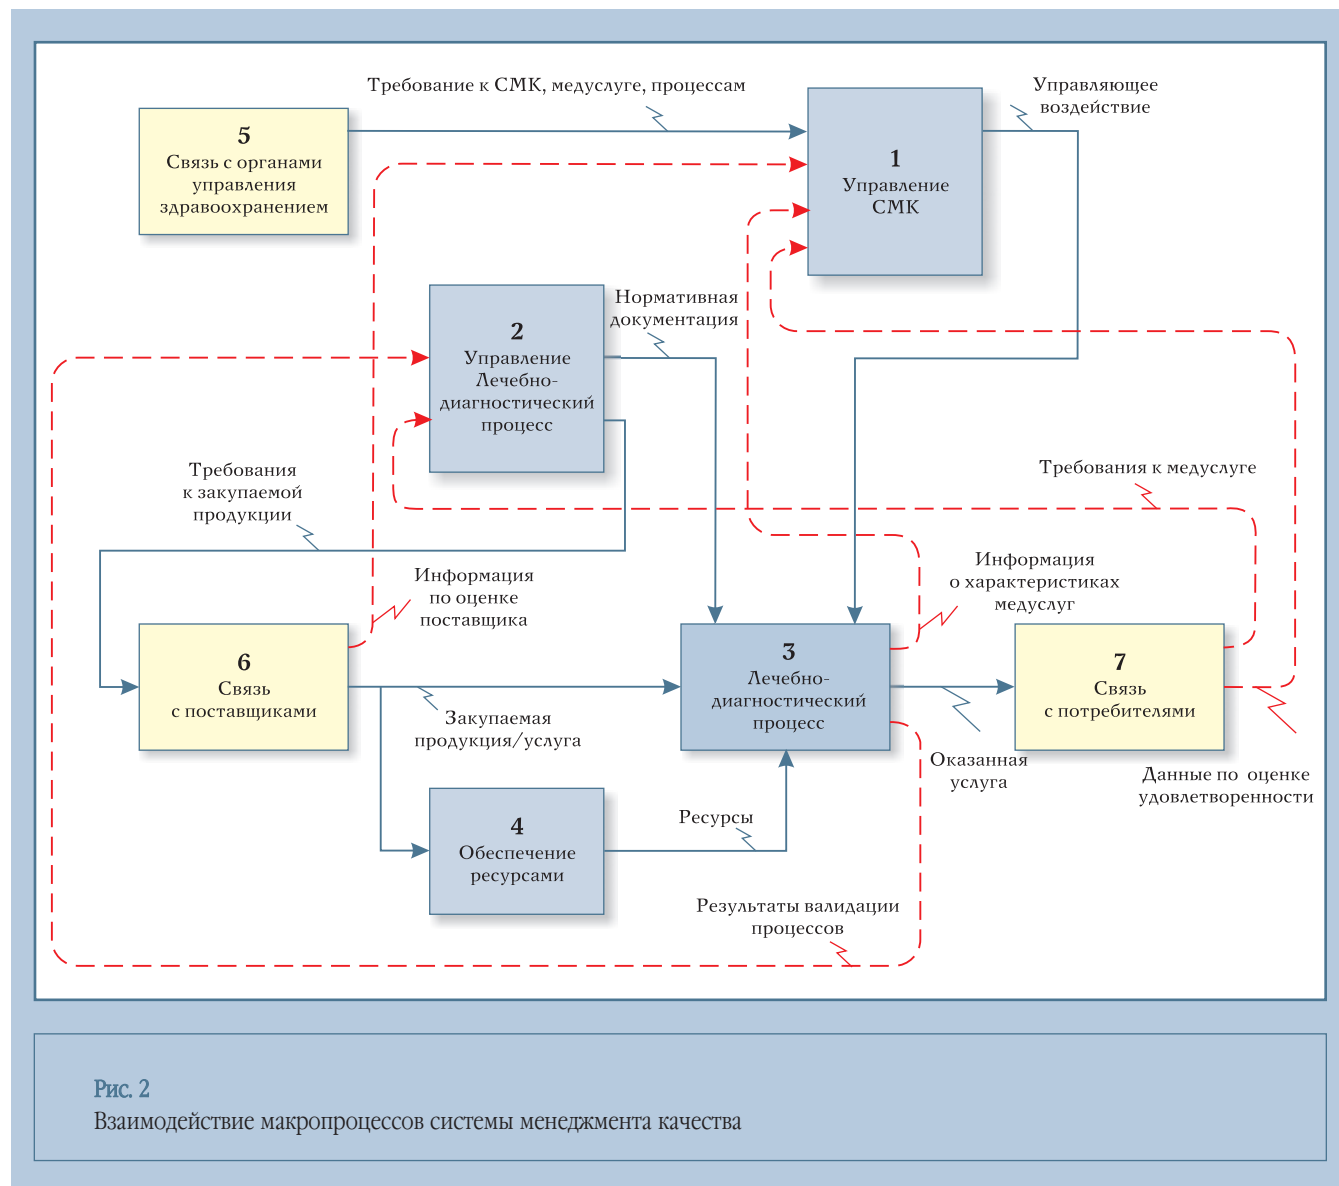 Требование к СМК, медуслуге, процессам
Управляющее
воздействие
5
Связь с органами
управления
здравоохранением
1
Управление
СМК
2
Управление
Лечебно-
диагностический
процесс
Нормативная
документация
Требования
к закупаемой
продукции
Требования к медуслуге
Информация
по оценке
поставщика
Информация
о характеристиках
медуслуг
6
Связь
с поставщиками
3
Лечебно-
диагностический
процесс
7
Связь
с потребителями
Закупаемая
продукция/услуга
Оказанная
услуга
Данные по оценке
удовлетворенности
4
Обеспечение
ресурсами
Ресурсы
Результаты валидации
процессов
Рис. 2
Взаимодействие макропроцессов системы менеджмента качества